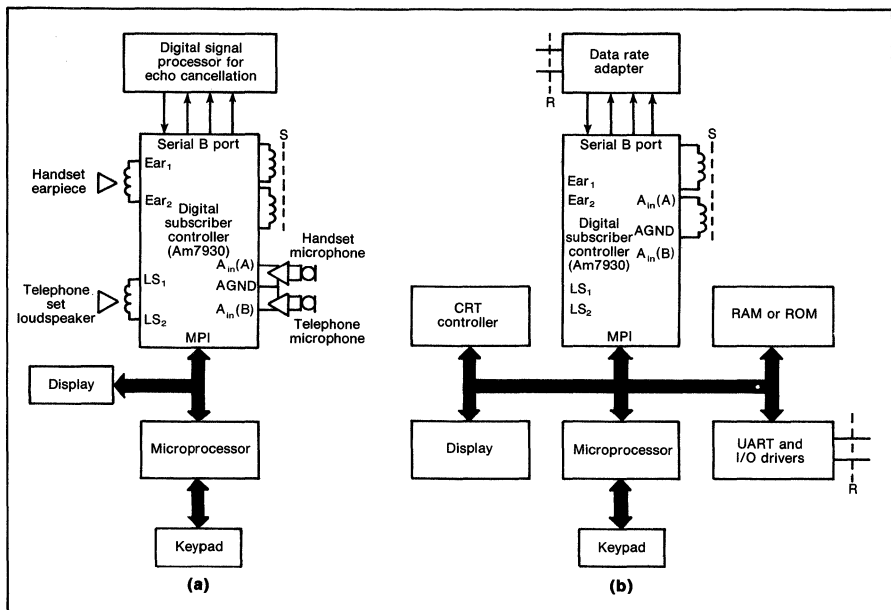 Digital signal
processor for
echo cancellation
Serial B port
S
Handset
earpiece
Ear₁
Ear₂
Digital
subscriber
controller
(Am7930)
Handset
microphone
Aᵢₙ(A)
AGND
Aᵢₙ(B)
Telephone
microphone
Telephone
set
loudspeaker
LS₁
LS₂
MPI
Display
Microprocessor
Keypad
(a)
Data rate
adapter
R
Serial B port
S
Ear₁
Ear₂
Aᵢₙ(A)
Digital
AGND
subscriber
controller
Aᵢₙ(B)
(Am7930)
LS₁
LS₂
MPI
CRT
controller
RAM or ROM
Display
Microprocessor
UART and
I/O drivers
R
Keypad
(b)